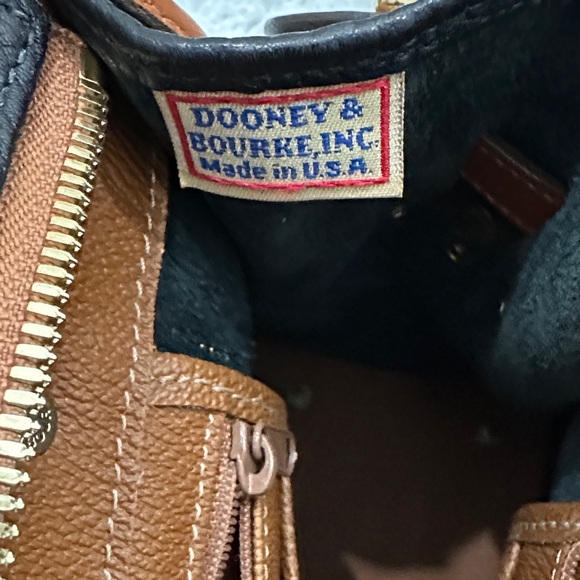 DOONEY &
BOURKE, INC.
Made in U.S.A.